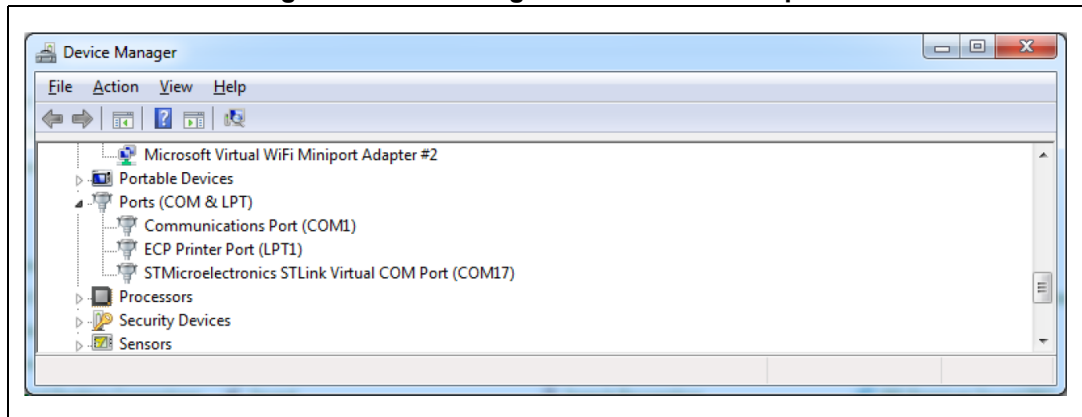 Device Manager
File Action View Help
Microsoft Virtual WiFi Miniport Adapter #2
Portable Devices
Ports (COM & LPT)
Communications Port (COM1)
ECP Printer Port (LPT1)
STMicroelectronics STLink Virtual COM Port (COM17)
Processors
Security Devices
Sensors